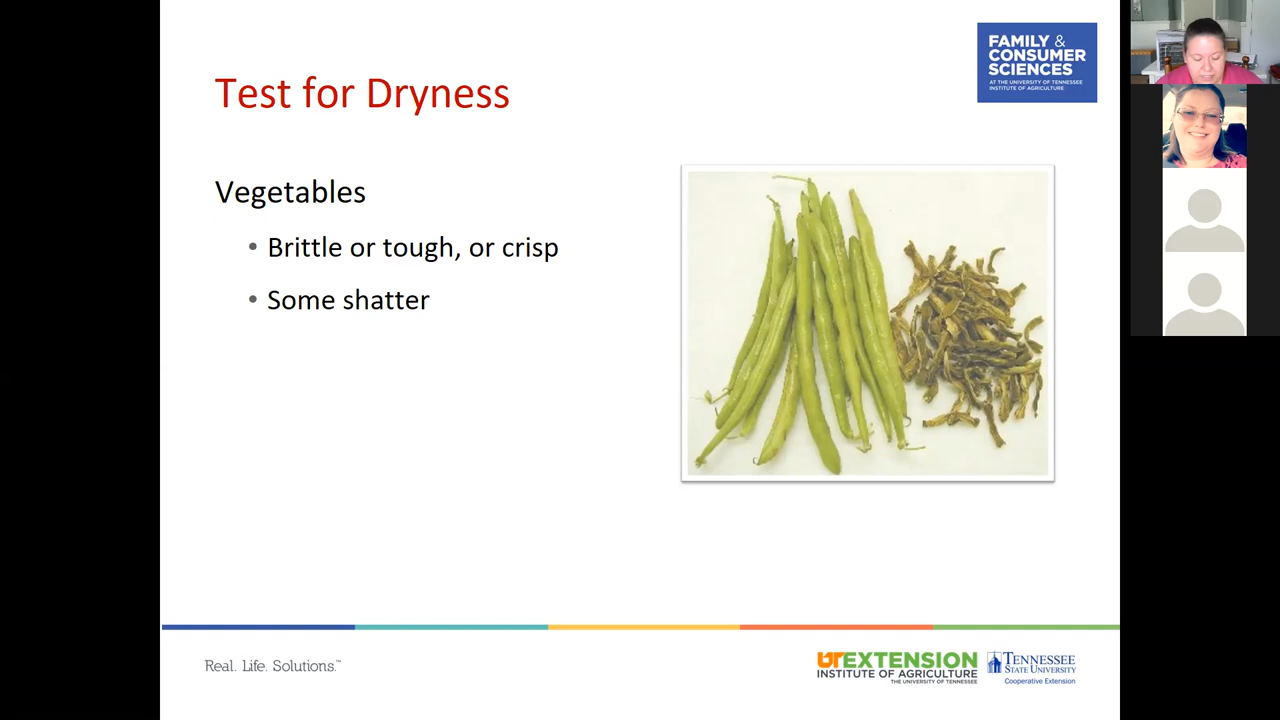 FAMILY &
CONSUMER
SCIENCES
AT THE UNIVERSITY OF TENNESSEE
INSTITUTE OF AGRICULTURE
Test for Dryness
Vegetables
• Brittle or tough, or crisp
• Some shatter
Real. Life. Solutions.™
UT EXTENSION
INSTITUTE OF AGRICULTURE
THE UNIVERSITY OF TENNESSEE
TENNESSEE
STATE UNIVERSITY
Cooperative Extension